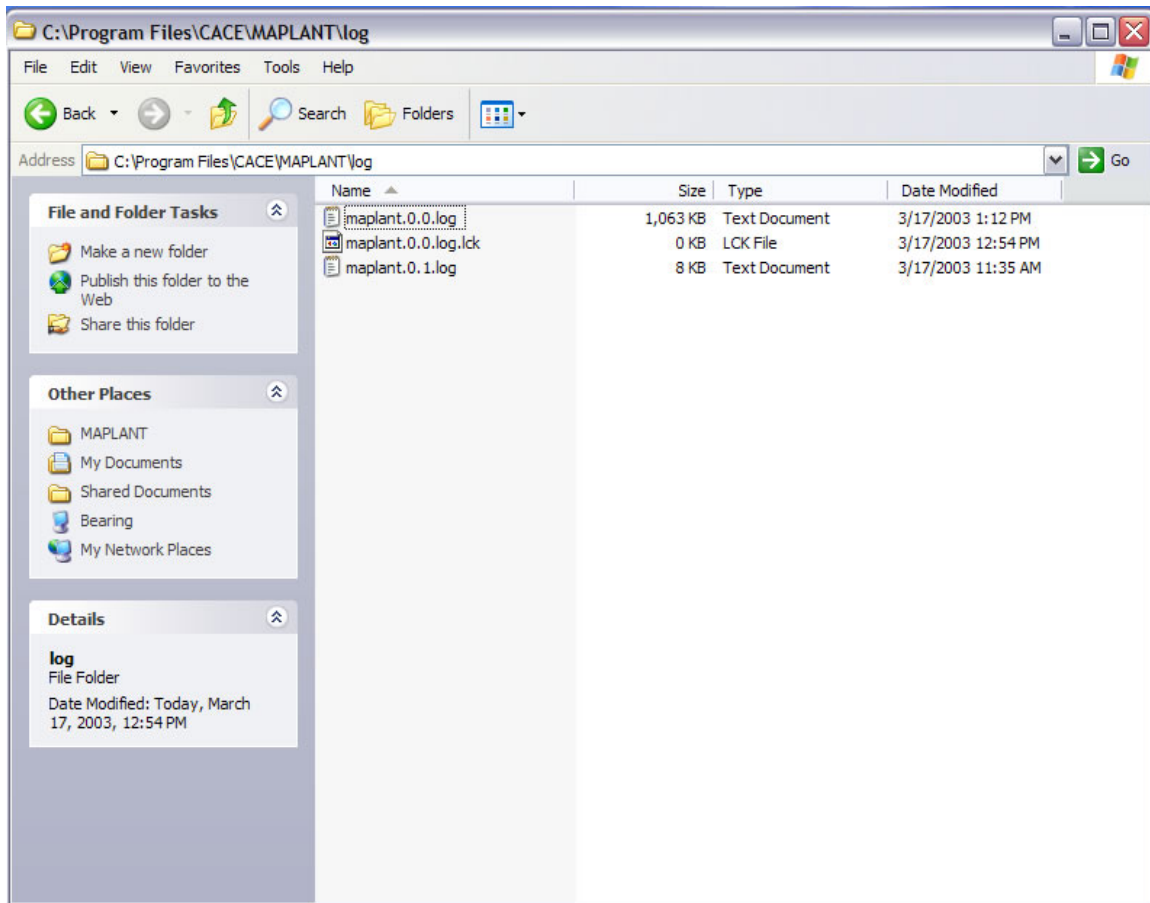 C:\Program Files\CACE\MAPLANT\log
File Edit View Favorites Tools Help
Back Search Folders
Address C:\Program Files\CACE\MAPLANT\log Go
Name Size Type Date Modified
maplant.0.0.log 1,063 KB Text Document 3/17/2003 1:12 PM
maplant.0.0.log.lck 0 KB LCK File 3/17/2003 12:54 PM
maplant.0.1.log 8 KB Text Document 3/17/2003 11:35 AM
File and Folder Tasks
Make a new folder
Publish this folder to the
Web
Share this folder
Other Places
MAPLANT
My Documents
Shared Documents
Bearing
My Network Places
Details
log
File Folder
Date Modified: Today, March
17, 2003, 12:54 PM